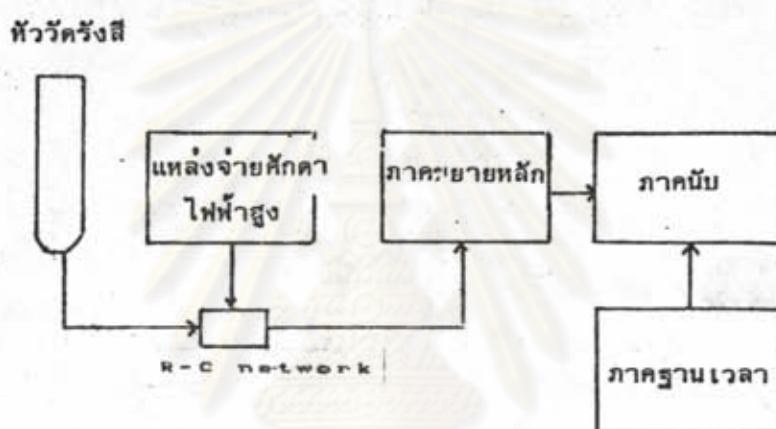 หัววัดรังสี
แหล่งจ่ายศักดา
ไฟฟ้าสูง
ภาคขยายหลัก
ภาคนับ
R-C network
ภาคฐานเวลา